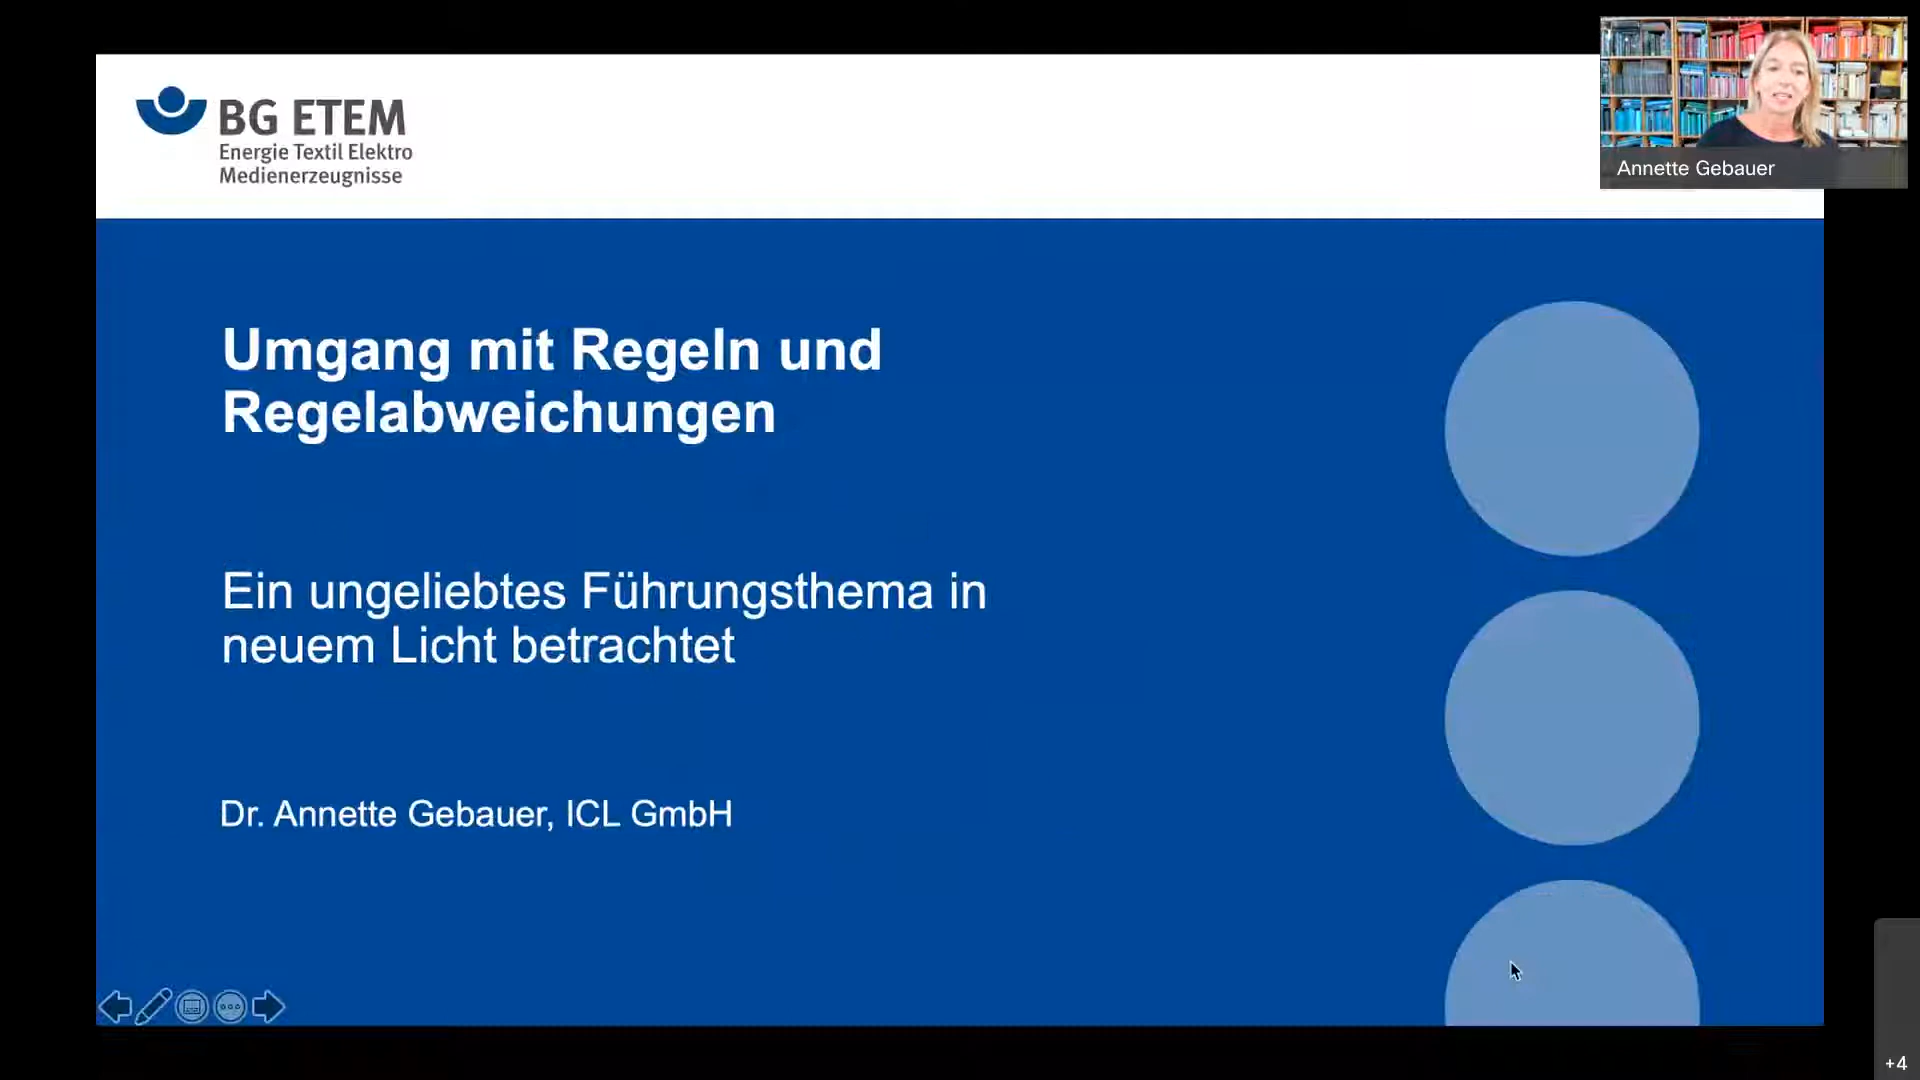 BG ETEM
Energie Textil Elektro
Medienerzeugnisse
Annette Gebauer
Umgang mit Regeln und
Regelabweichungen
Ein ungeliebtes Führungsthema in
neuem Licht betrachtet
Dr. Annette Gebauer, ICL GmbH
+4